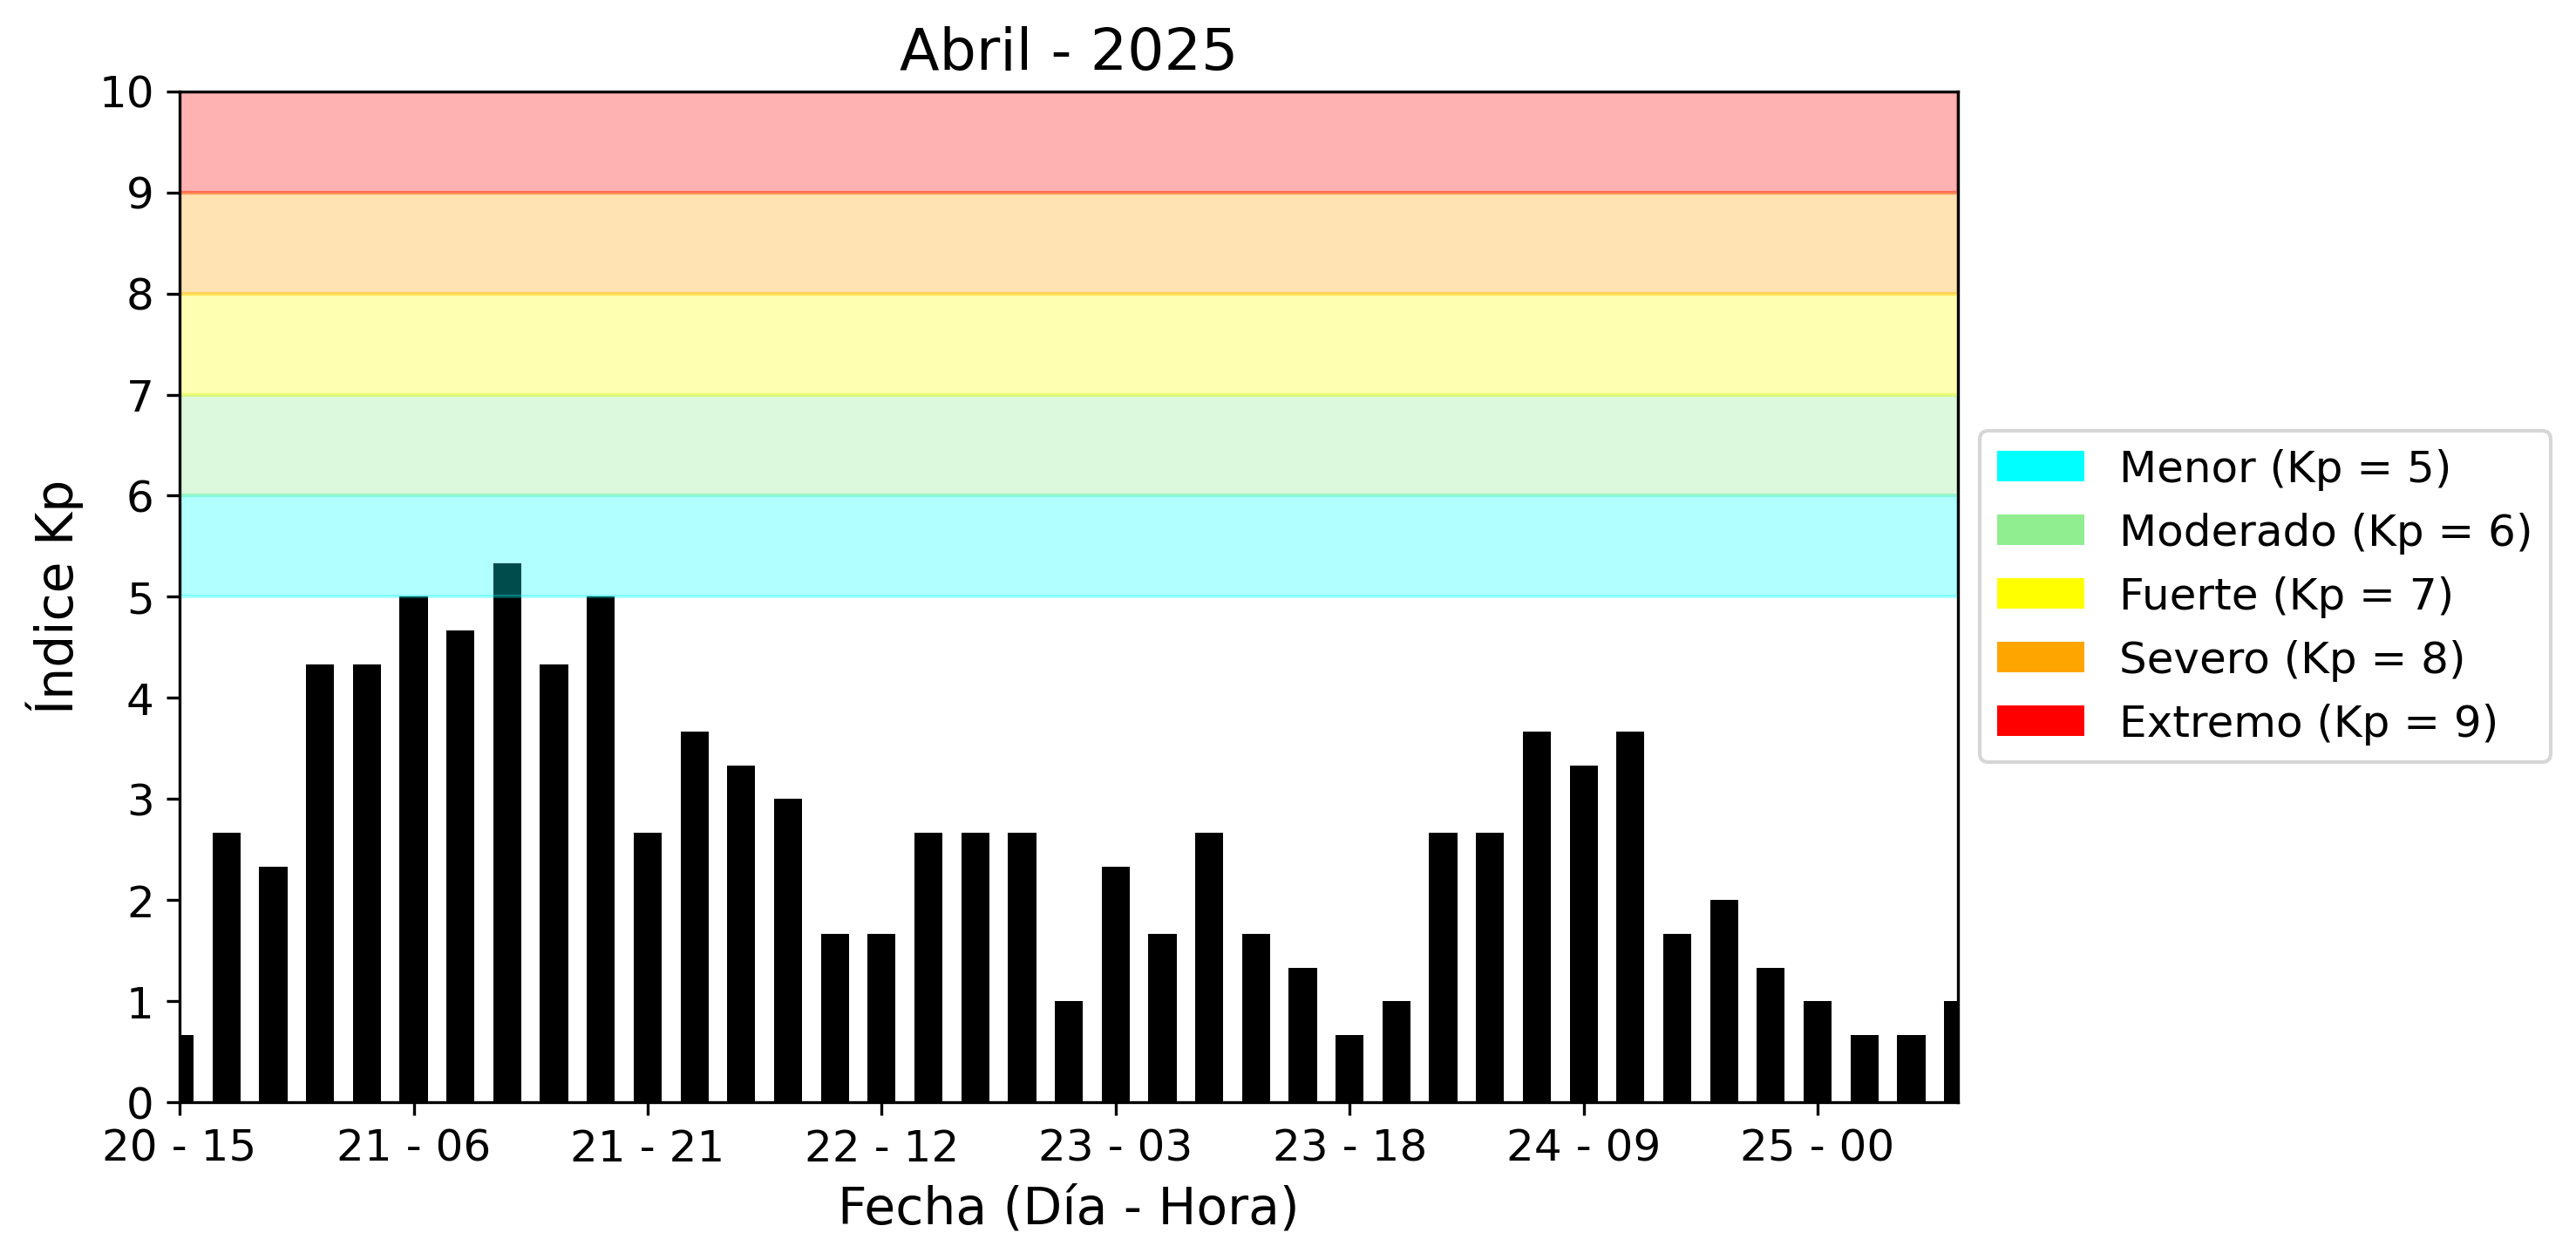 Abril - 2025
10
9
8
7
6
5
4
3
2
1
0
Índice Kp
20 - 15
21 - 06
21 - 21
22 - 12
23 - 03
23 - 18
24 - 09
25 - 00
Fecha (Día - Hora)
Menor (Kp = 5)
Moderado (Kp = 6)
Fuerte (Kp = 7)
Severo (Kp = 8)
Extremo (Kp = 9)